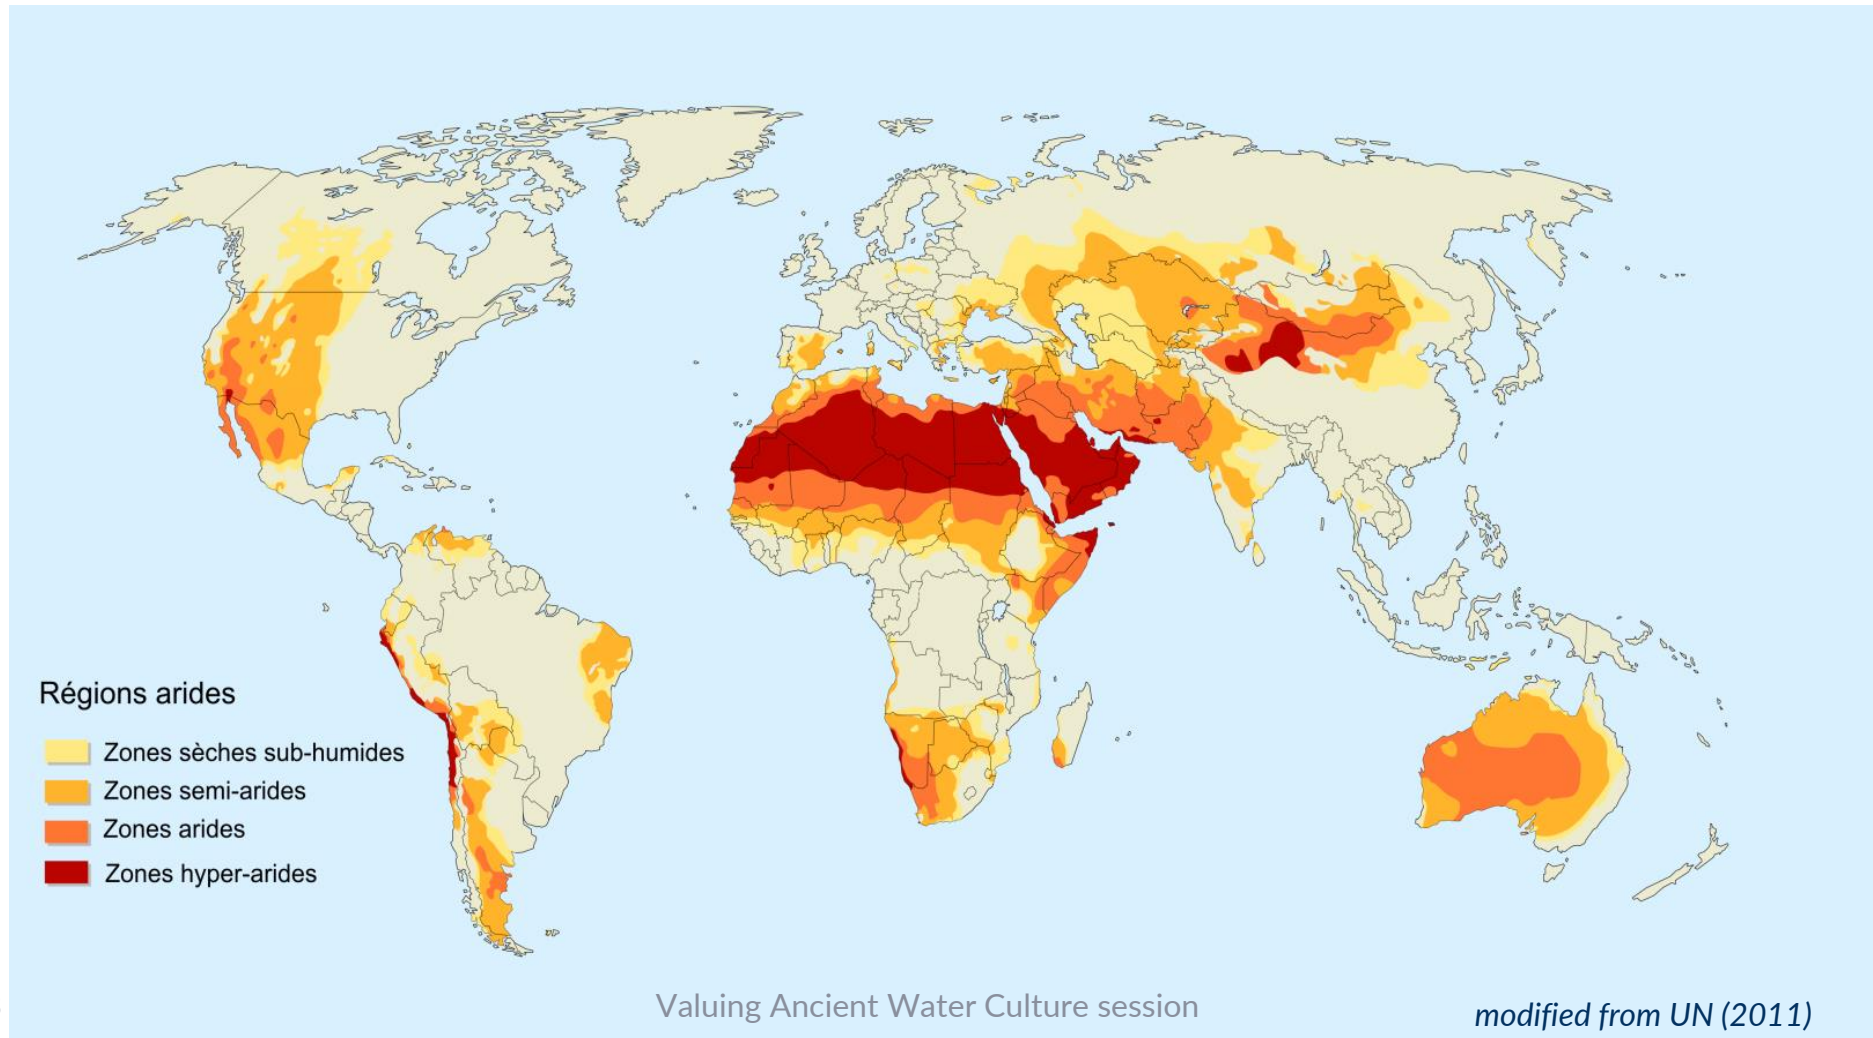 Régions arides
Zones sèches sub-humides
Zones semi-arides
Zones arides
Zones hyper-arides
Valuing Ancient Water Culture session
modified from UN (2011)